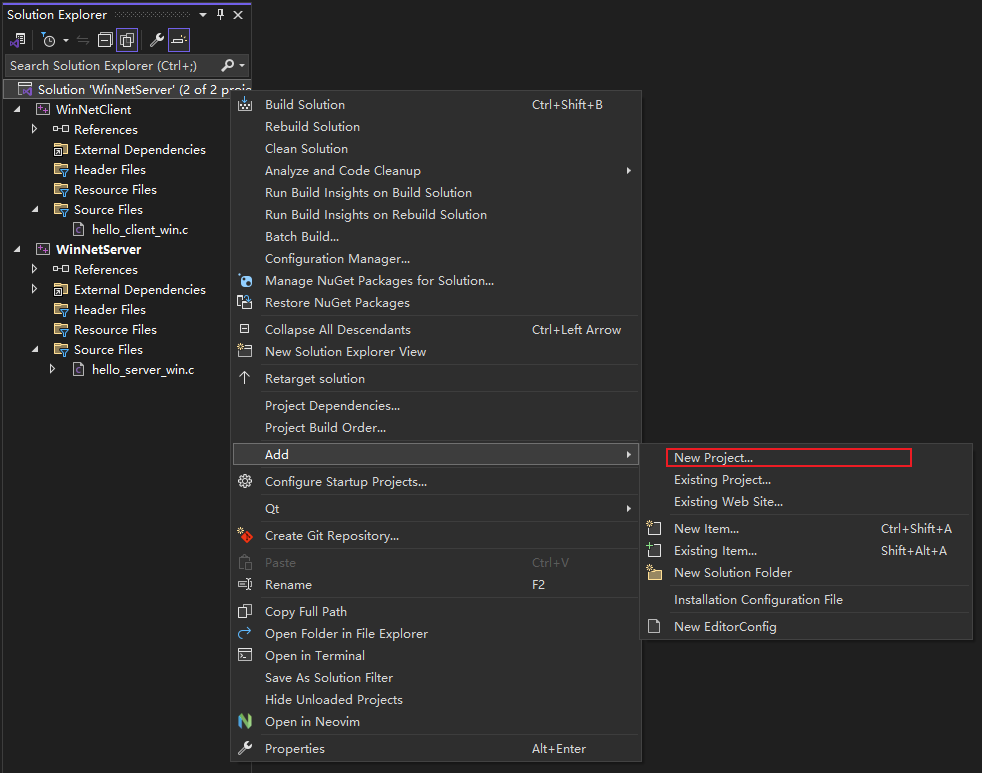 Solution Explorer
Search Solution Explorer (Ctrl+;)
Solution 'WinNetServer' (2 of 2 proje
WinNetClient
References
External Dependencies
Header Files
Resource Files
Source Files
hello_client_win.c
WinNetServer
References
External Dependencies
Header Files
Resource Files
Source Files
hello_server_win.c
Build Solution Ctrl+Shift+B
Rebuild Solution
Clean Solution
Analyze and Code Cleanup
Run Build Insights on Build Solution
Run Build Insights on Rebuild Solution
Batch Build...
Configuration Manager...
Manage NuGet Packages for Solution...
Restore NuGet Packages
Collapse All Descendants Ctrl+Left Arrow
New Solution Explorer View
Retarget solution
Project Dependencies...
Project Build Order...
Add
Configure Startup Projects...
Qt
Create Git Repository...
Paste Ctrl+V
Rename F2
Copy Full Path
Open Folder in File Explorer
Open in Terminal
Save As Solution Filter
Hide Unloaded Projects
Open in Neovim
Properties Alt+Enter
New Project...
Existing Project...
Existing Web Site...
New Item... Ctrl+Shift+A
Existing Item... Shift+Alt+A
New Solution Folder
Installation Configuration File
New EditorConfig